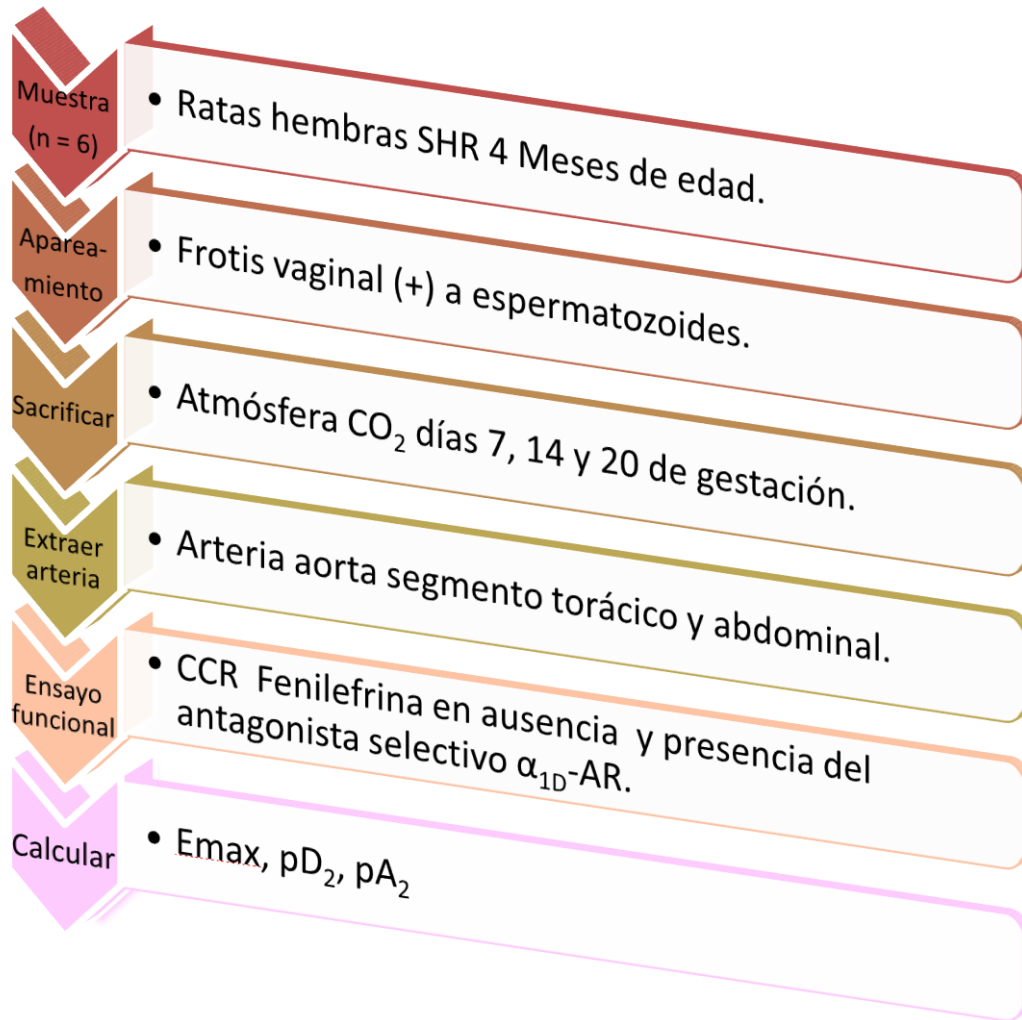 Muestra
(n = 6)
• Ratas hembras SHR 4 Meses de edad.
Aparea-
miento
• Frotis vaginal (+) a espermatozoides.
Sacrificar
• Atmósfera CO₂ días 7, 14 y 20 de gestación.
Extraer
arteria
• Arteria aorta segmento torácico y abdominal.
Ensayo
funcional
• CCR Fenilefrina en ausencia y presencia del
antagonista selectivo α₁D-AR.
Calcular
• Emax, pD₂, pA₂